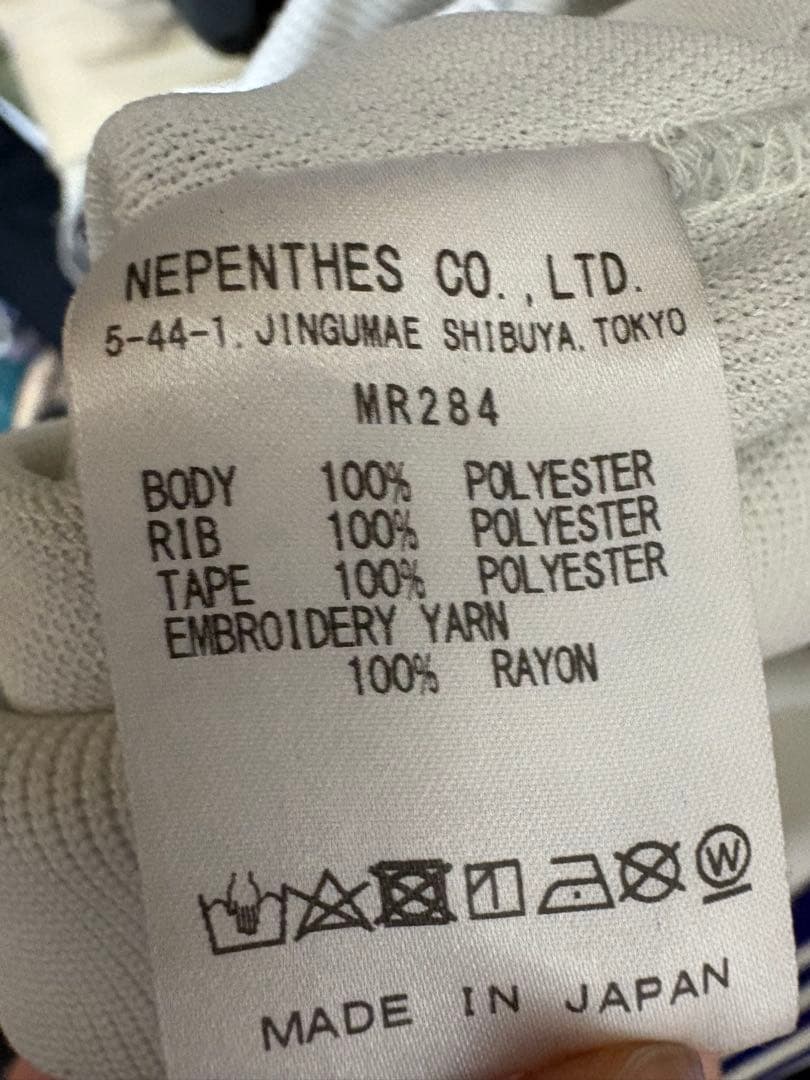 NEPENTHES CO.,LTD.
5-44-1. JINGUMAE SHIBUYA. TOKYO
MR284
BODY 100% POLYESTER
RIB 100% POLYESTER
TAPE 100% POLYESTER
EMBROIDERY YARN
100% RAYON
W
MADE IN JAPAN